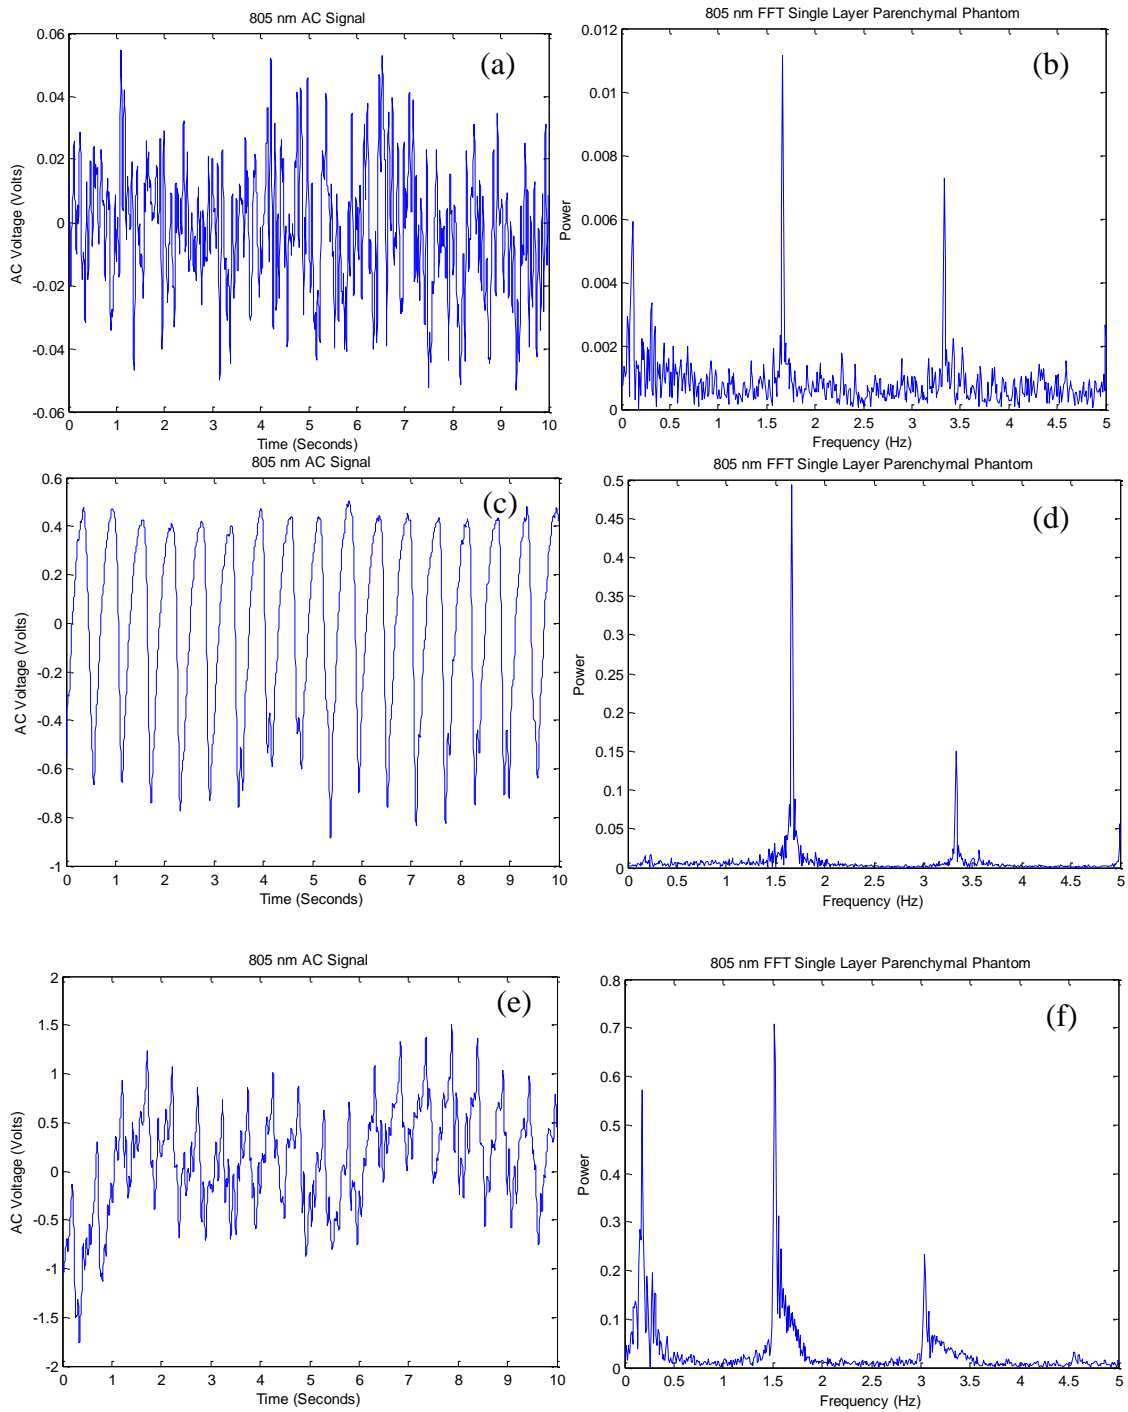 805 nm AC Signal
(a)
AC Voltage (Volts)
0.06
0.04
0.02
0
-0.02
-0.04
-0.06
0 1 2 3 4 5 6 7 8 9 10
Time (Seconds)
805 nm FFT Single Layer Parenchymal Phantom
(b)
Power
0.012
0.01
0.008
0.006
0.004
0.002
0
0 0.5 1 1.5 2 2.5 3 3.5 4 4.5 5
Frequency (Hz)
805 nm AC Signal
(c)
AC Voltage (Volts)
0.6
0.4
0.2
0
-0.2
-0.4
-0.6
-0.8
-1
0 1 2 3 4 5 6 7 8 9 10
Time (Seconds)
805 nm FFT Single Layer Parenchymal Phantom
(d)
Power
0.5
0.45
0.4
0.35
0.3
0.25
0.2
0.15
0.1
0.05
0
0 0.5 1 1.5 2 2.5 3 3.5 4 4.5 5
Frequency (Hz)
805 nm AC Signal
(e)
AC Voltage (Volts)
2
1.5
1
0.5
0
-0.5
-1
-1.5
-2
0 1 2 3 4 5 6 7 8 9 10
Time (Seconds)
805 nm FFT Single Layer Parenchymal Phantom
(f)
Power
0.8
0.7
0.6
0.5
0.4
0.3
0.2
0.1
0
0 0.5 1 1.5 2 2.5 3 3.5 4 4.5 5
Frequency (Hz)